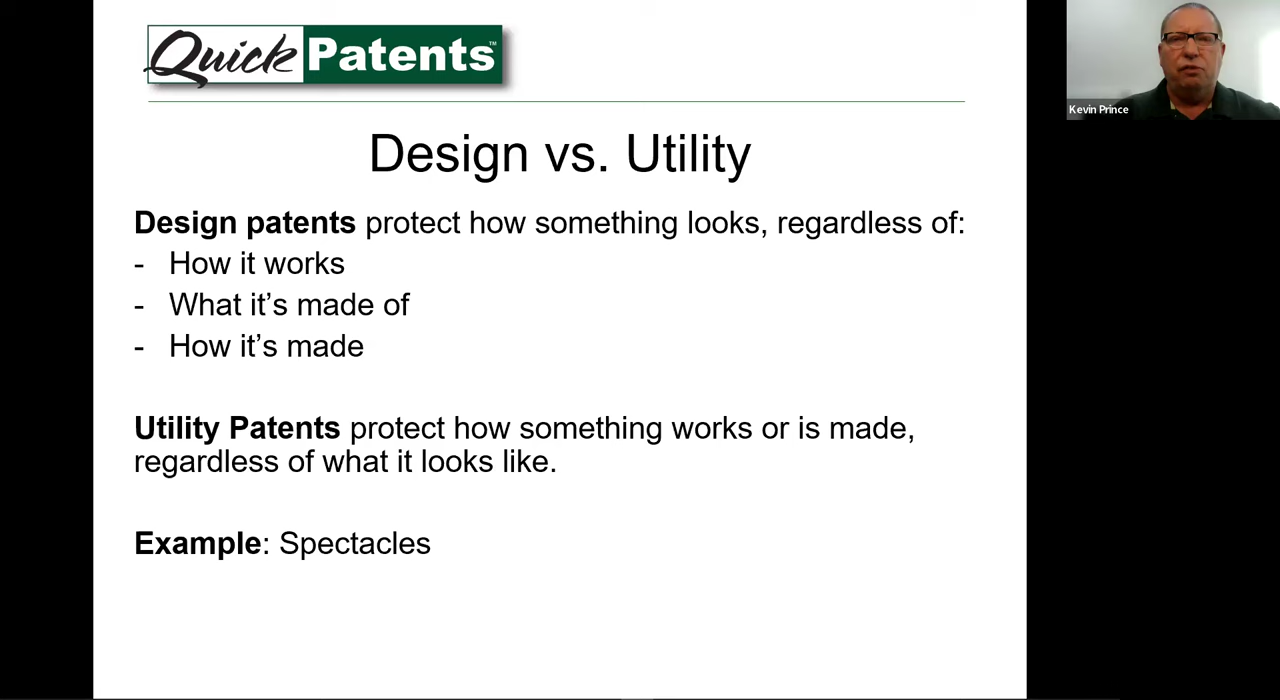 Quick Patents™
Design vs. Utility
Design patents protect how something looks, regardless of:
- How it works
- What it’s made of
- How it’s made
Utility Patents protect how something works or is made,
regardless of what it looks like.
Example: Spectacles
Kevin Prince